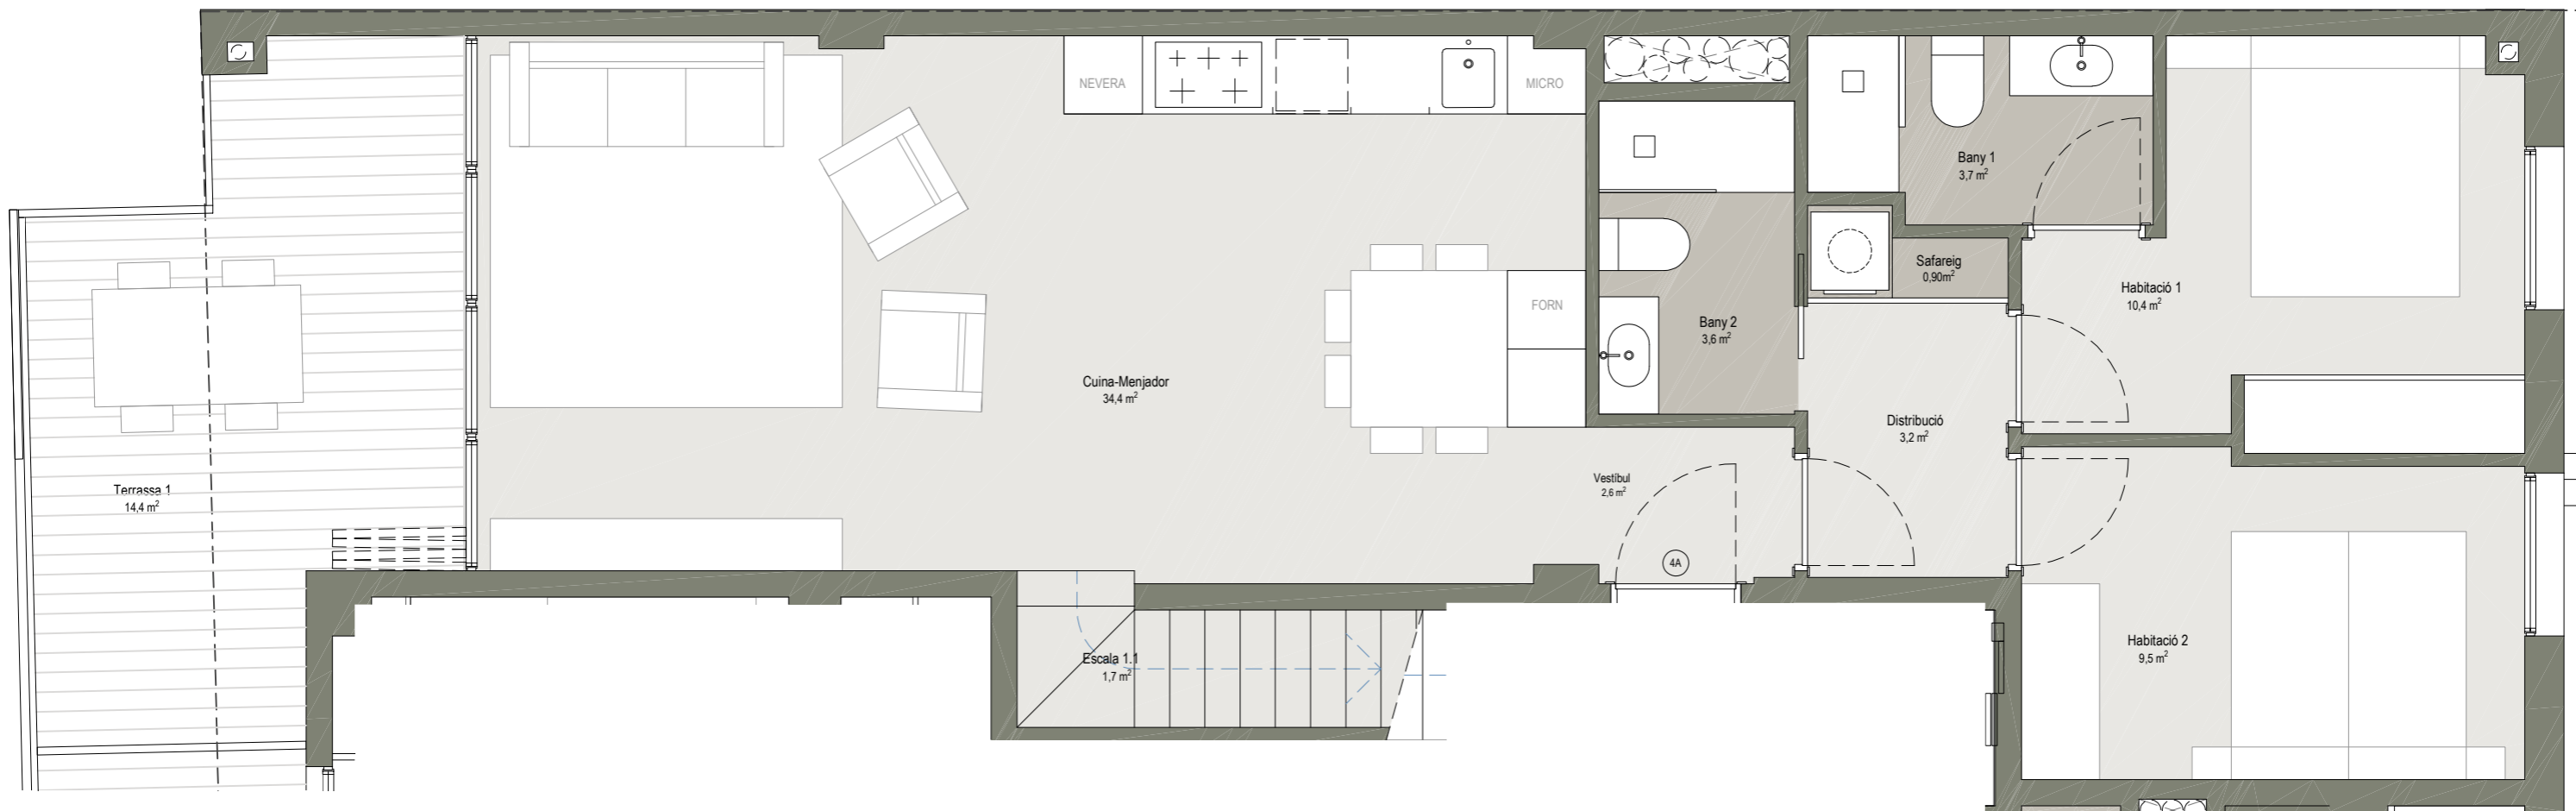 NEVERA
MICRO
Bany 1
3,7 m²
Safareig
0,90m²
Habitació 1
10,4 m²
FORN
Bany 2
3,6 m²
Cuina-Menjador
34,4 m²
Distribució
3,2 m²
Terrassa 1
14,4 m²
Vestíbul
2,6 m²
4A
Escala 1.1
1,7 m²
Habitació 2
9,5 m²